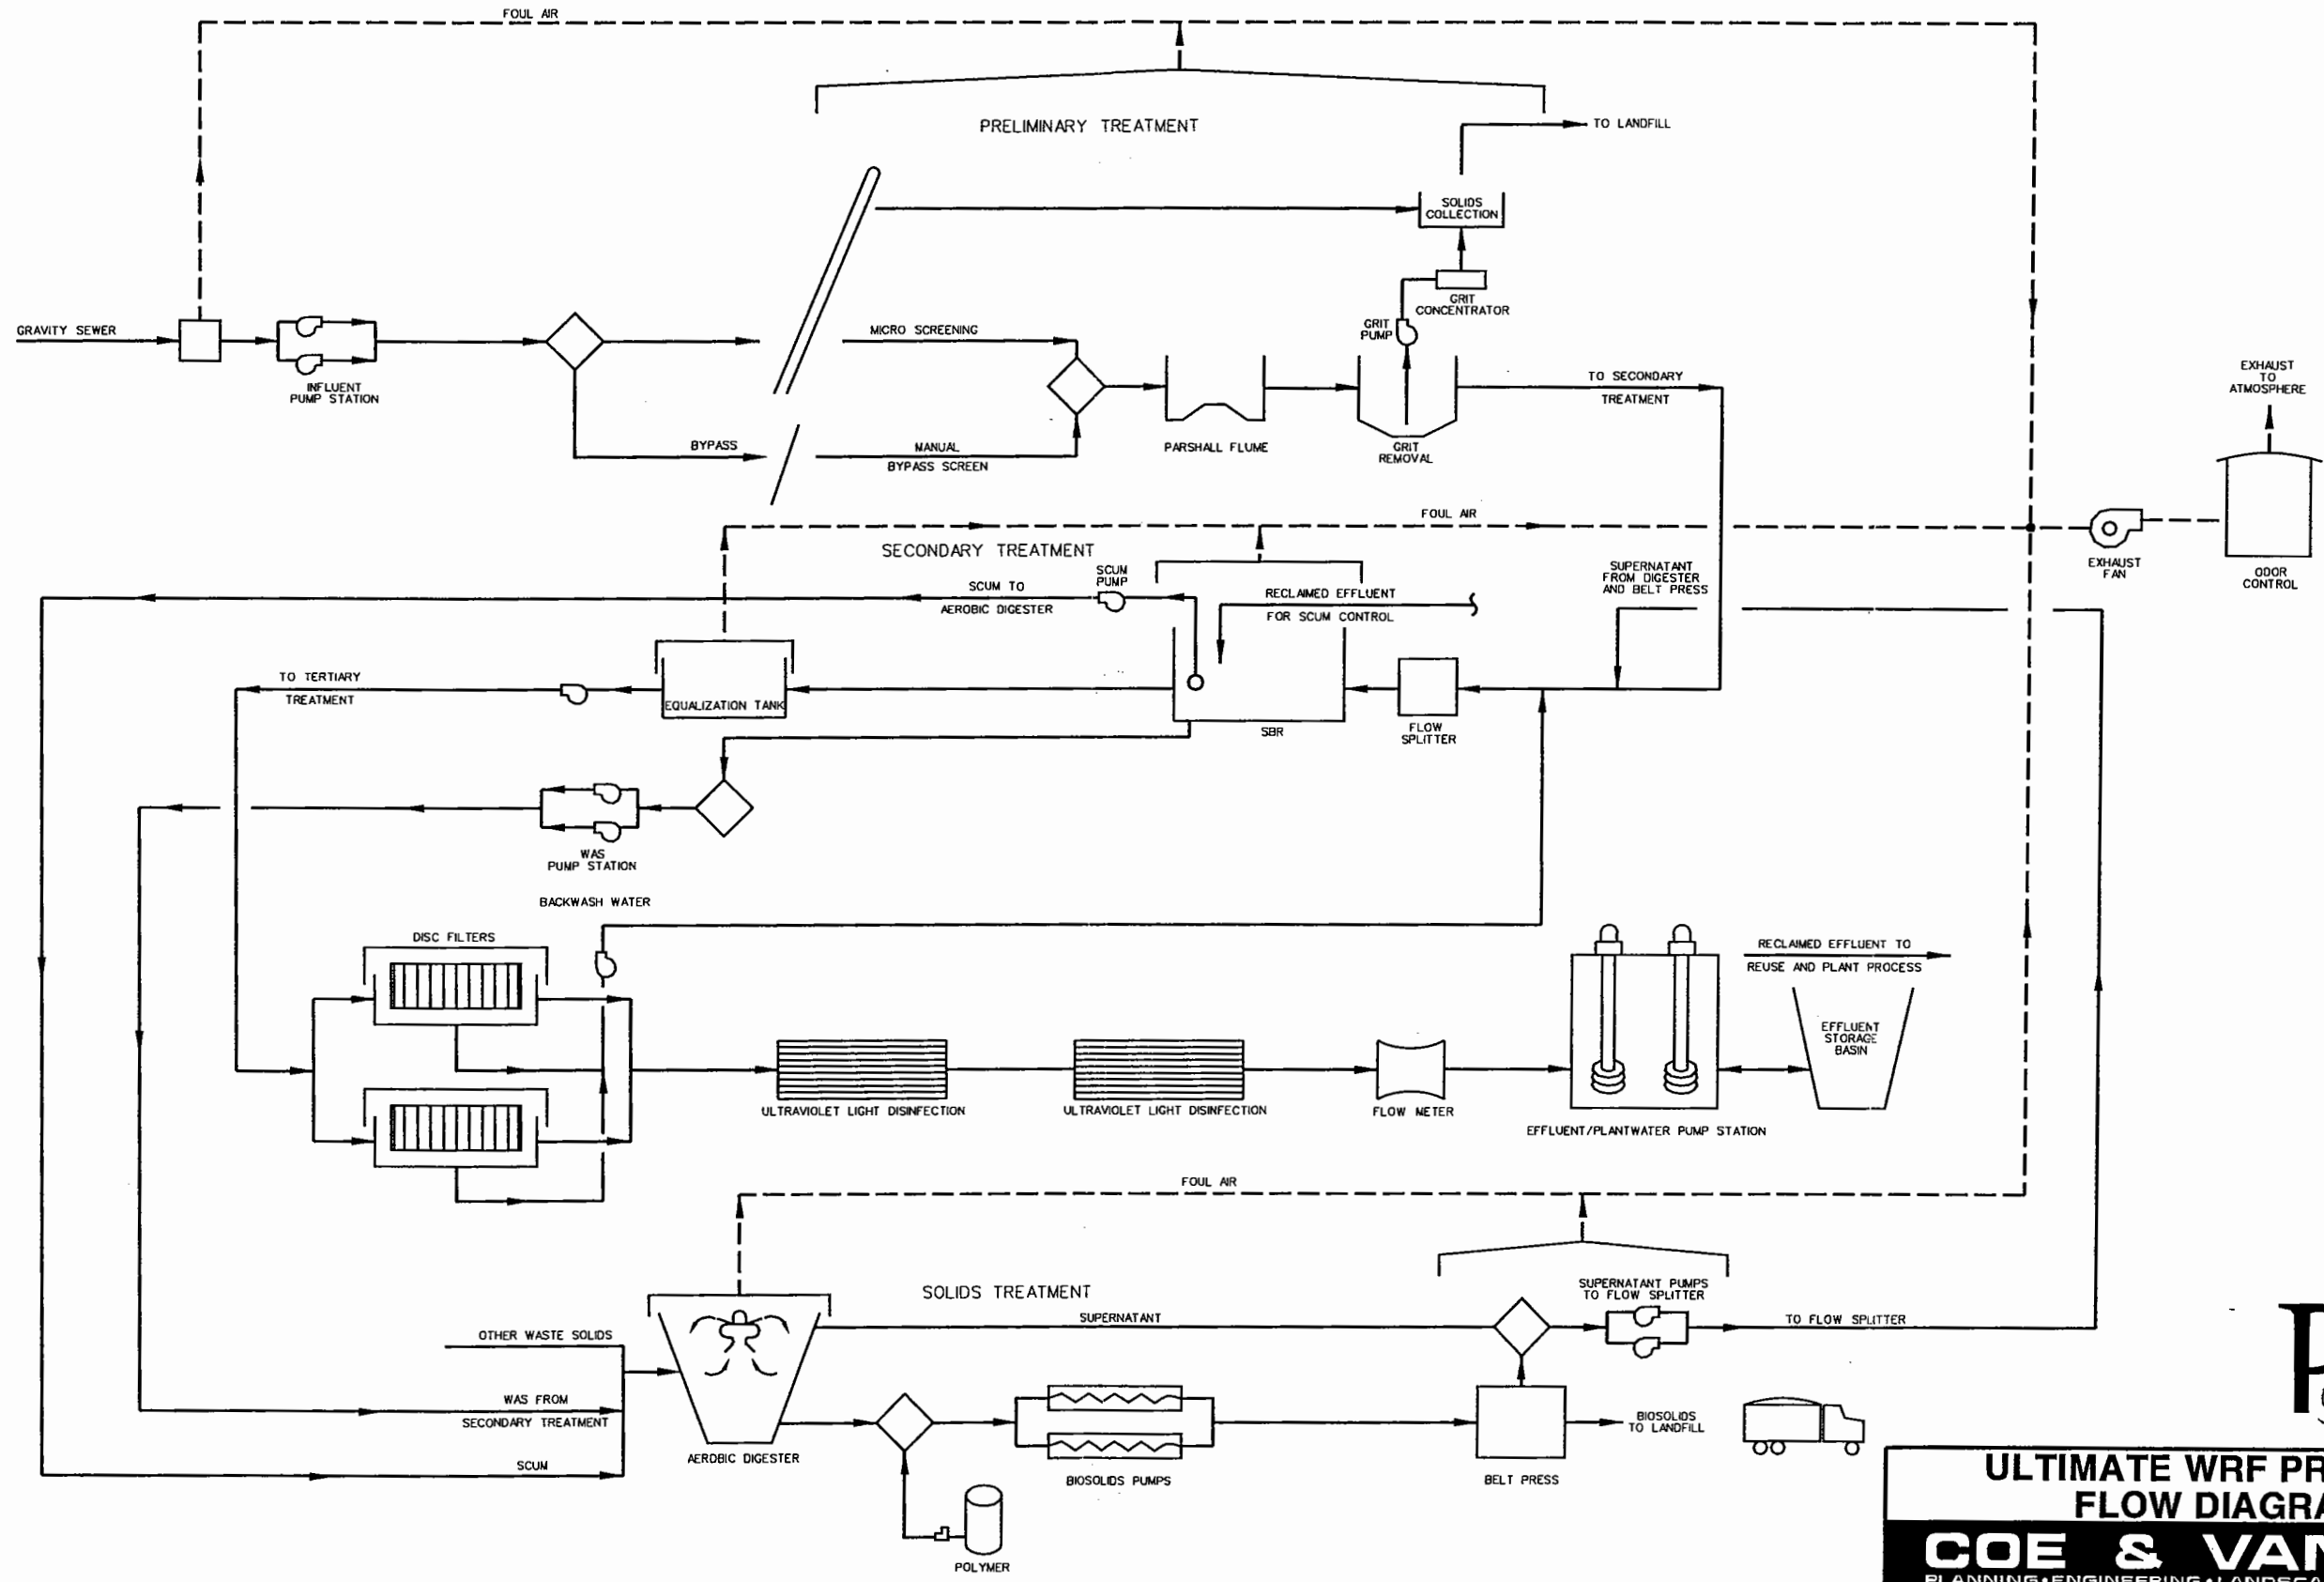 FOUL AIR
PRELIMINARY TREATMENT
TO LANDFILL
SOLIDS
COLLECTION
GRIT
CONCENTRATOR
GRIT
PUMP
GRAVITY SEWER
MICRO SCREENING
INFLUENT
PUMP STATION
TO SECONDARY
TREATMENT
EXHAUST
TO
ATMOSPHERE
BYPASS
MANUAL
BYPASS SCREEN
PARSHALL FLUME
GRIT
REMOVAL
FOUL AIR
SECONDARY TREATMENT
EXHAUST
FAN
ODOR
CONTROL
SCUM
PUMP
SCUM TO
AEROBIC DIGESTER
RECLAIMED EFFLUENT
FOR SCUM CONTROL
SUPERNATANT
FROM DIGESTER
AND BELT PRESS
TO TERTIARY
TREATMENT
EQUALIZATION TANK
SBR
FLOW
SPLITTER
WAS
PUMP STATION
BACKWASH WATER
DISC FILTERS
RECLAIMED EFFLUENT TO
REUSE AND PLANT PROCESS
EFFLUENT
STORAGE
BASIN
ULTRAVIOLET LIGHT DISINFECTION
ULTRAVIOLET LIGHT DISINFECTION
FLOW METER
EFFLUENT/PLANTWATER PUMP STATION
FOUL AIR
SOLIDS TREATMENT
SUPERNATANT PUMPS
TO FLOW SPLITTER
SUPERNATANT
TO FLOW SPLITTER
OTHER WASTE SOLIDS
WAS FROM
SECONDARY TREATMENT
SCUM
AEROBIC DIGESTER
BIOSOLIDS PUMPS
BELT PRESS
BIOSOLIDS
TO LANDFILL
POLYMER
ULTIMATE WRF PR
FLOW DIAGRA
COE & VAN
PLANNING•ENGINEERING•LANDSCA